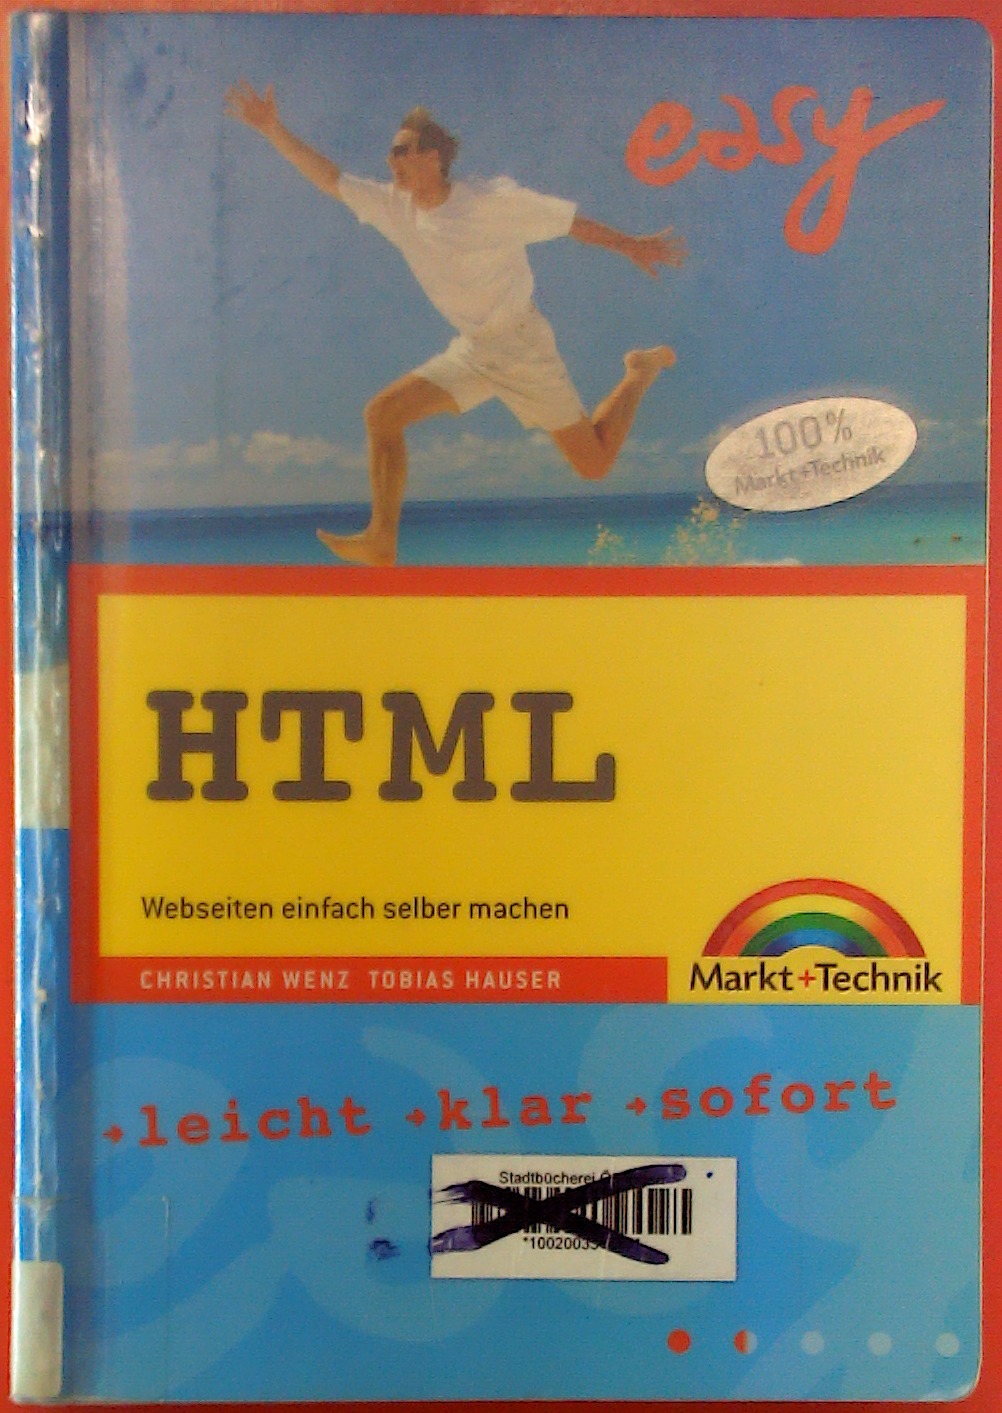 easy
100%
Markt+Technik
HTML
Webseiten einfach selber machen
CHRISTIAN WENZ TOBIAS HAUSER
Markt+Technik
→leicht →klar →sofort
Stadtbücherei